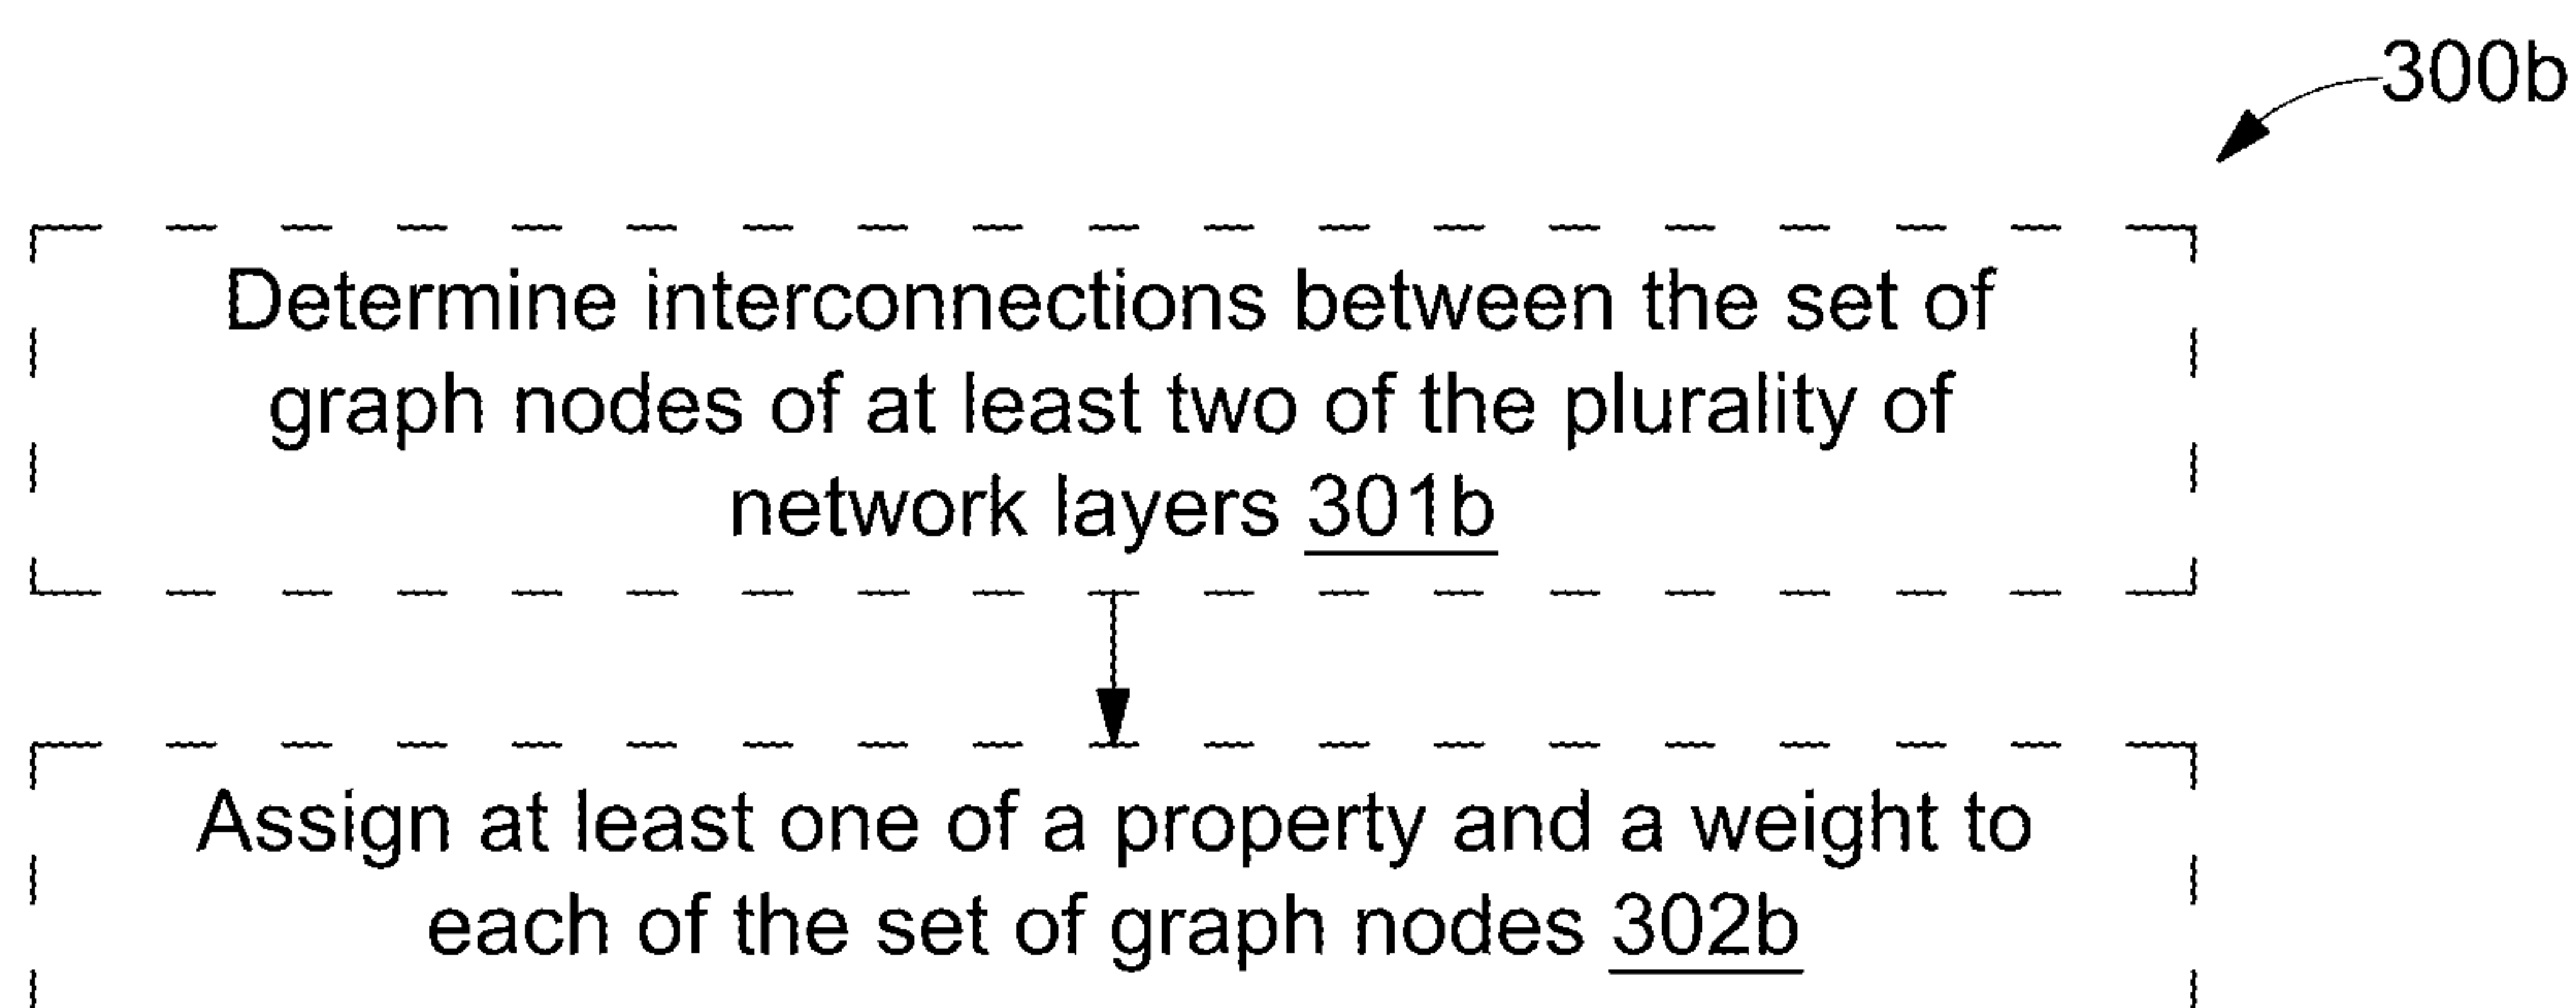 300b
Determine interconnections between the set of
graph nodes of at least two of the plurality of
network layers 301b
Assign at least one of a property and a weight to
each of the set of graph nodes 302b